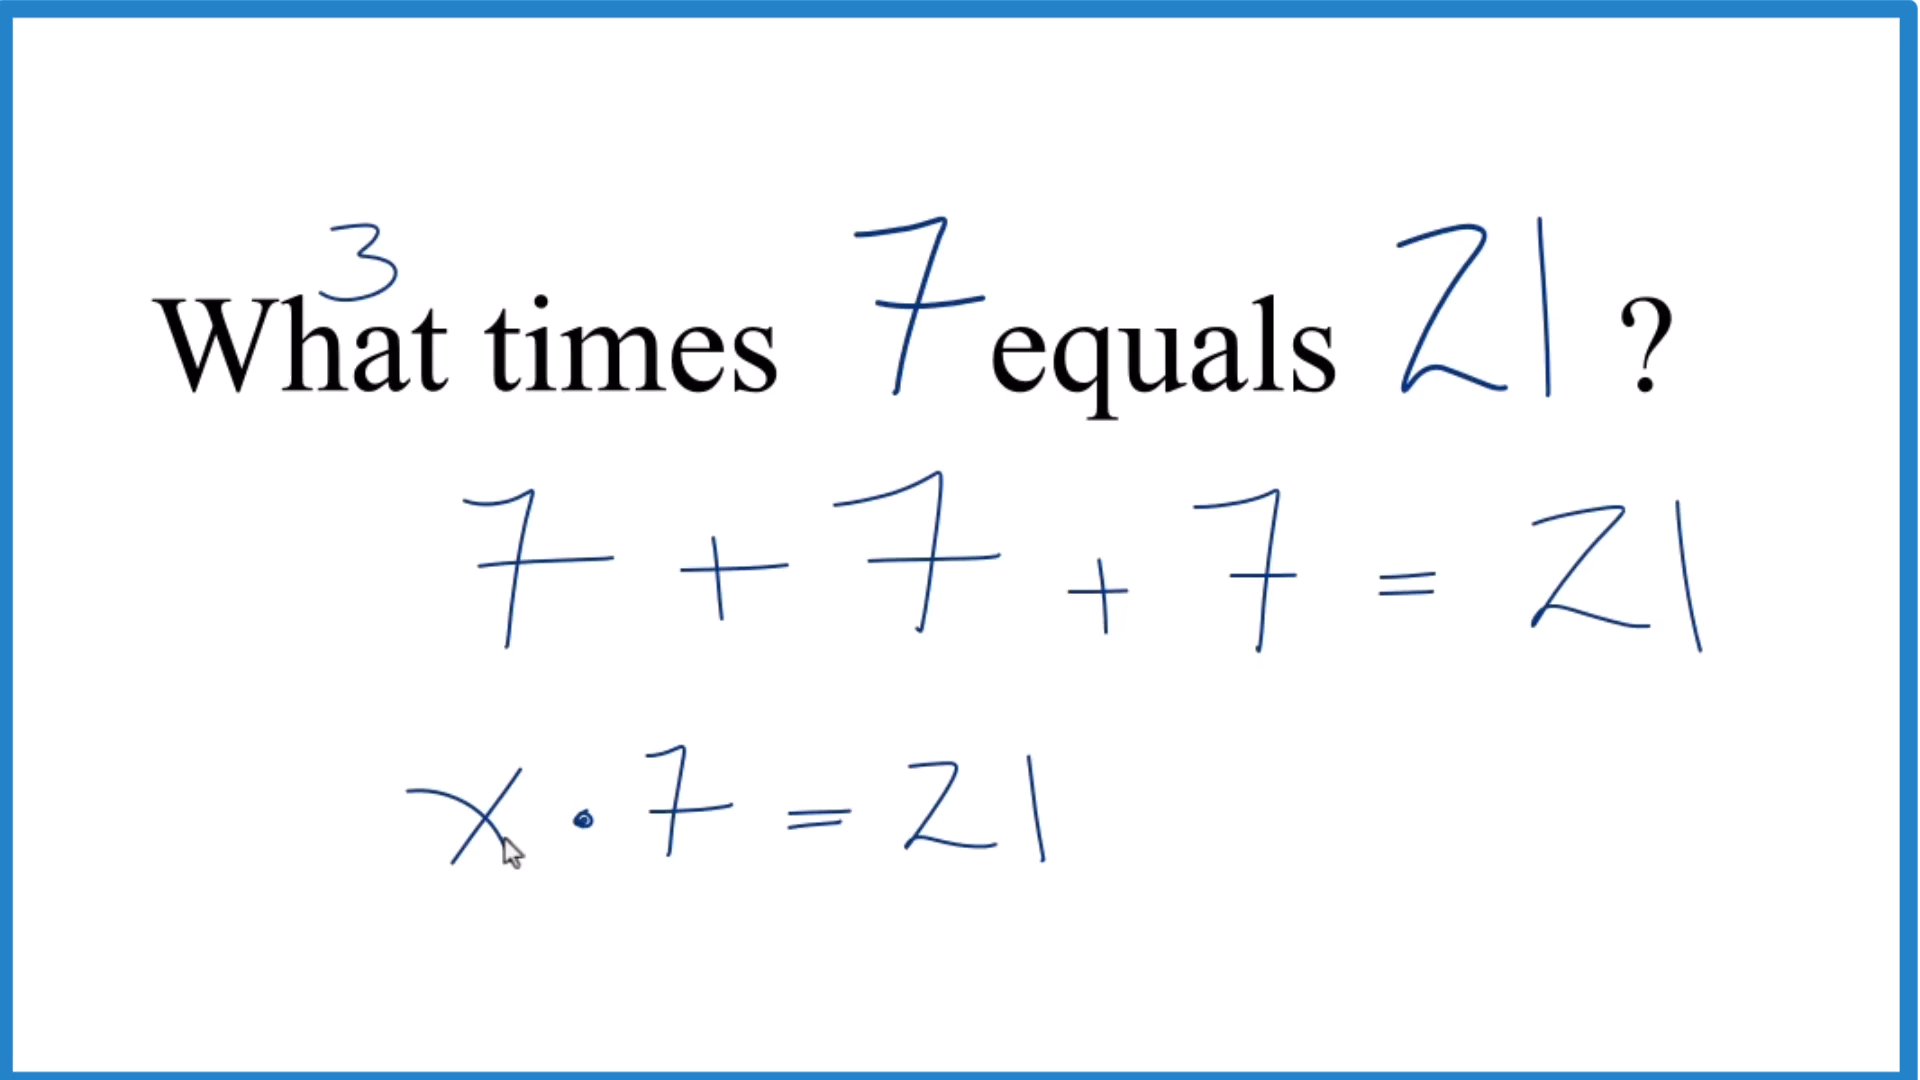 3
What times 7 equals 21 ?
7 + 7 + 7 = 21
x • 7 = 21